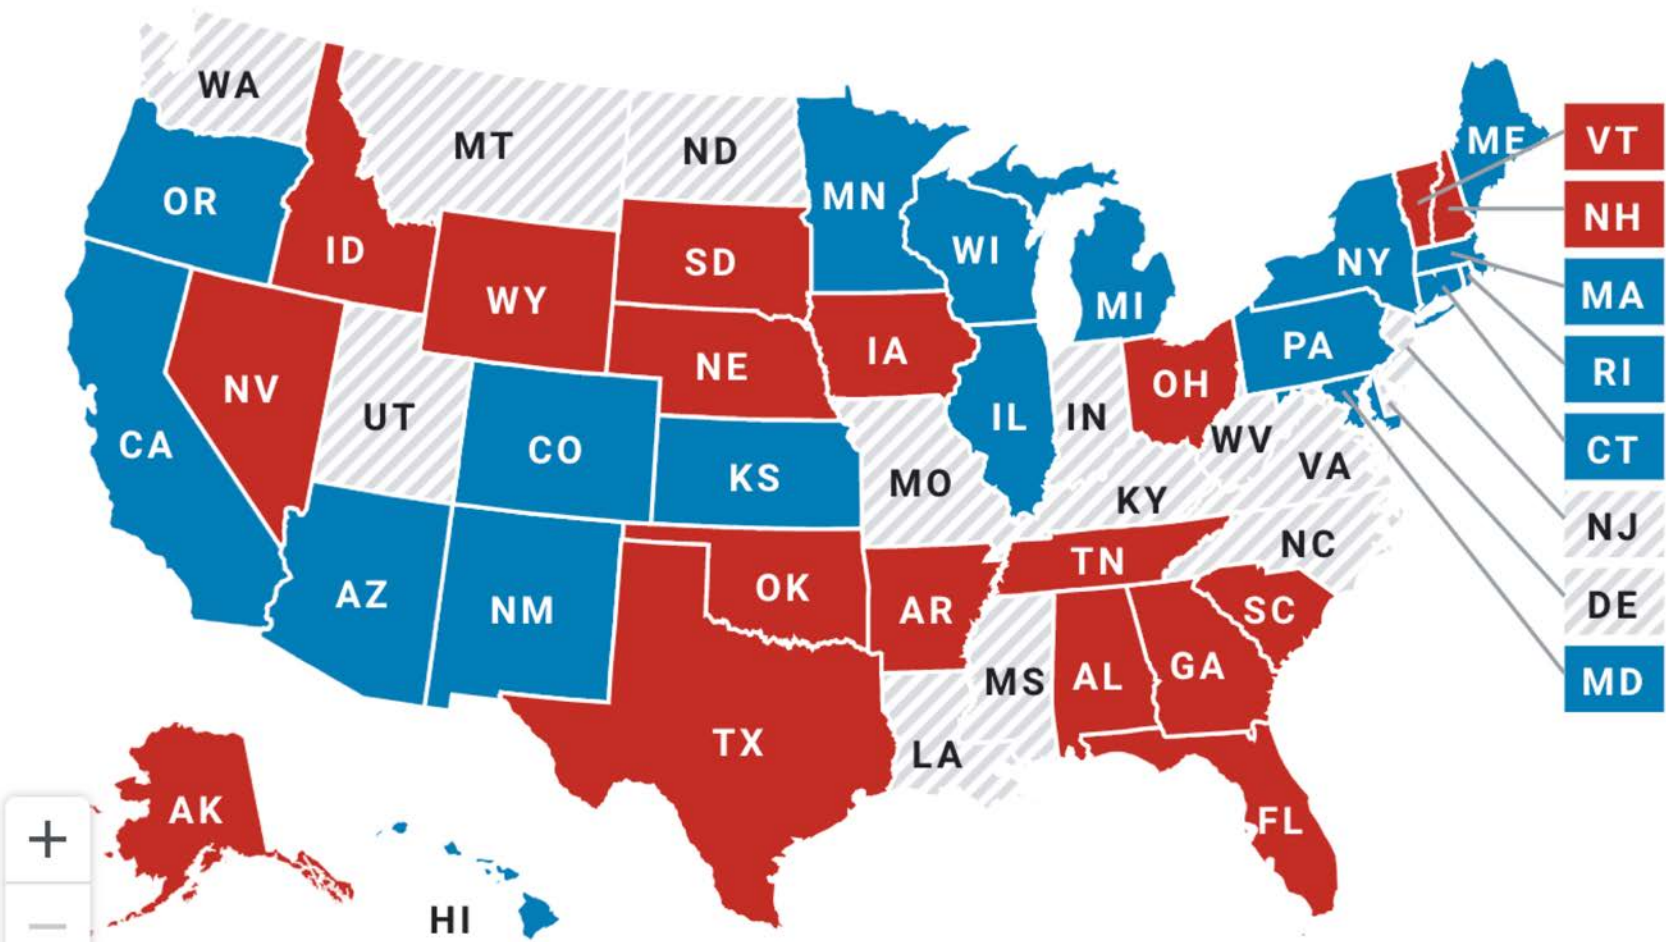 WA
MT
ND
MN
ME
VT
OR
ID
SD
WI
NY
NH
WY
MI
MA
NV
NE
IA
PA
RI
UT
OH
CA
CO
KS
IL
IN
WV
VA
CT
MO
KY
NJ
AZ
NM
OK
AR
TN
NC
SC
DE
MS
AL
GA
MD
TX
LA
AK
FL
HI
+
−